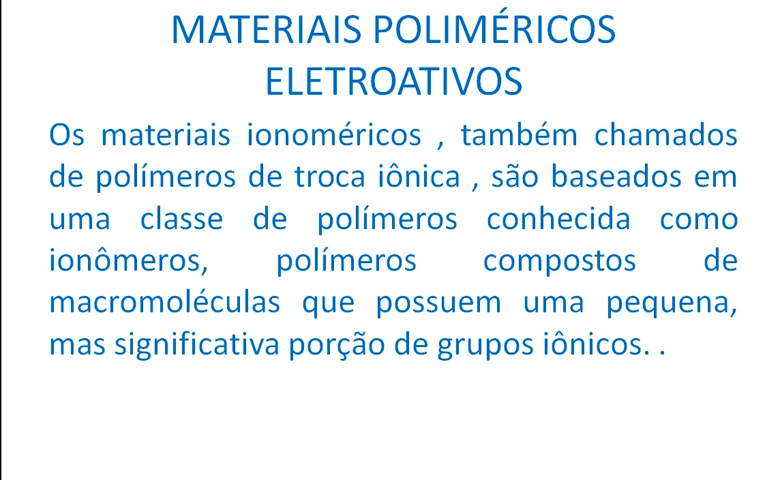 MATERIAIS POLIMÉRICOS
ELETROATIVOS
Os materiais ionoméricos , também chamados
de polímeros de troca iônica , são baseados em
uma classe de polímeros conhecida como
ionômeros, polímeros compostos de
macromoléculas que possuem uma pequena,
mas significativa porção de grupos iônicos. .